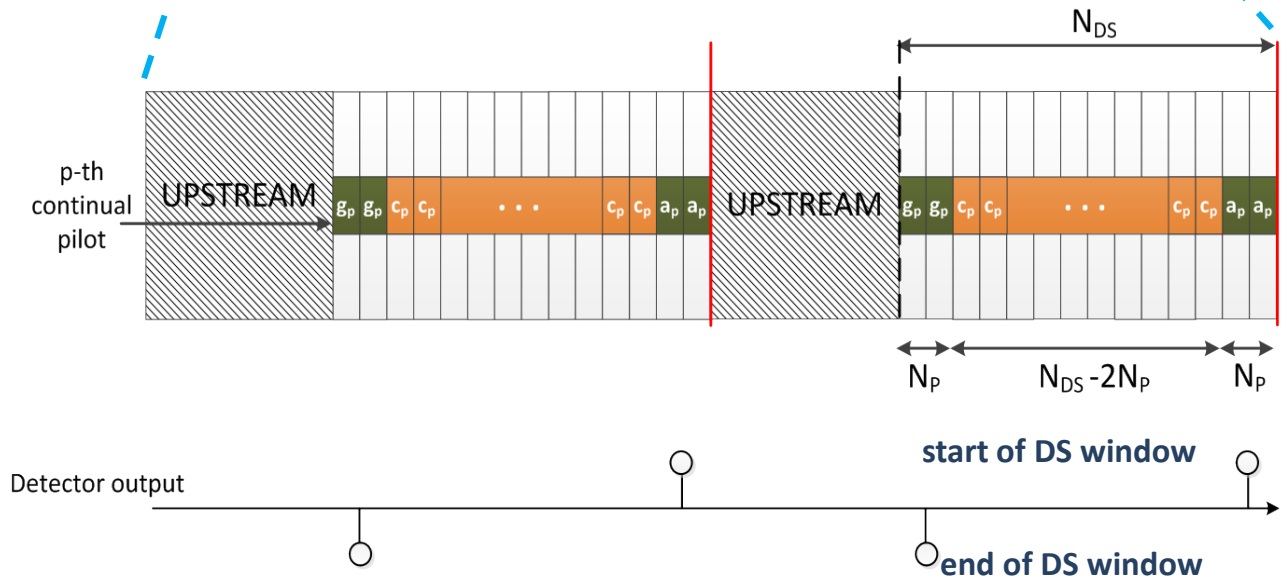 N_DS
p-th
continual
pilot
UPSTREAM
g_p g_p c_p c_p ... c_p c_p a_p a_p
UPSTREAM
g_p g_p c_p c_p ... c_p c_p a_p a_p
N_P
N_DS -2N_P
N_P
start of DS window
Detector output
end of DS window